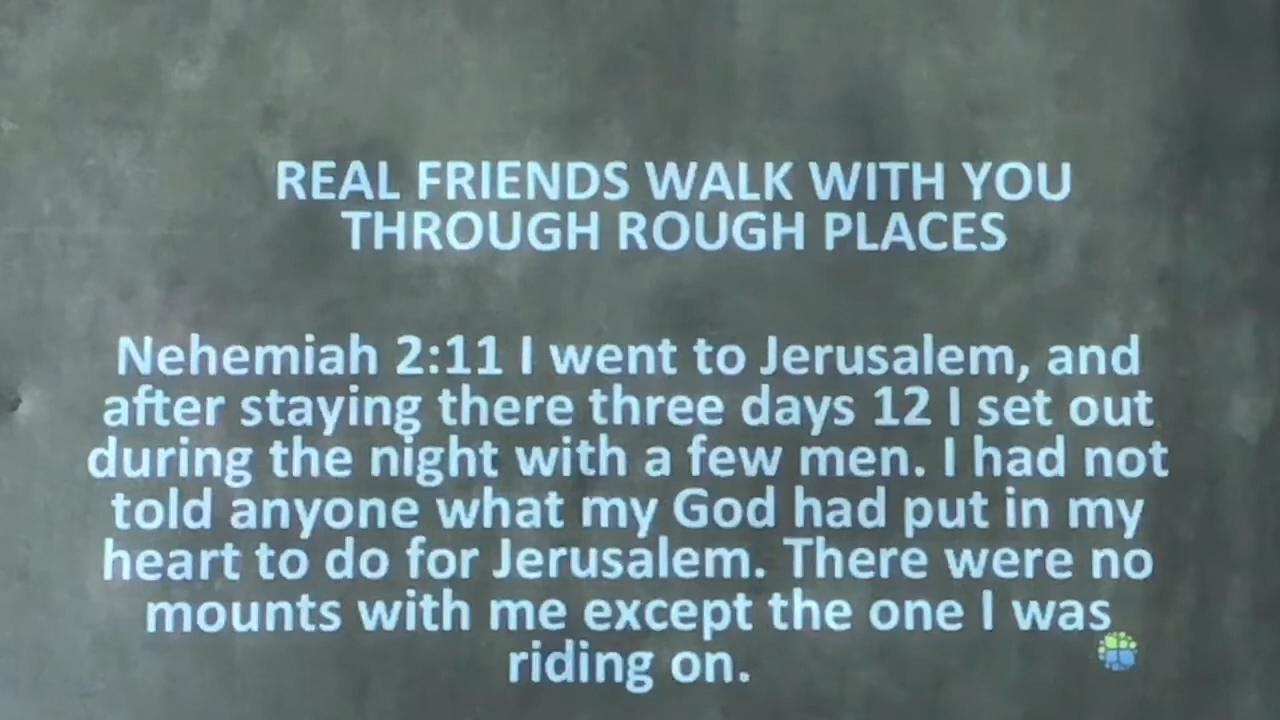 REAL FRIENDS WALK WITH YOU
THROUGH ROUGH PLACES
Nehemiah 2:11 I went to Jerusalem, and
after staying there three days 12 I set out
during the night with a few men. I had not
told anyone what my God had put in my
heart to do for Jerusalem. There were no
mounts with me except the one I was
riding on.